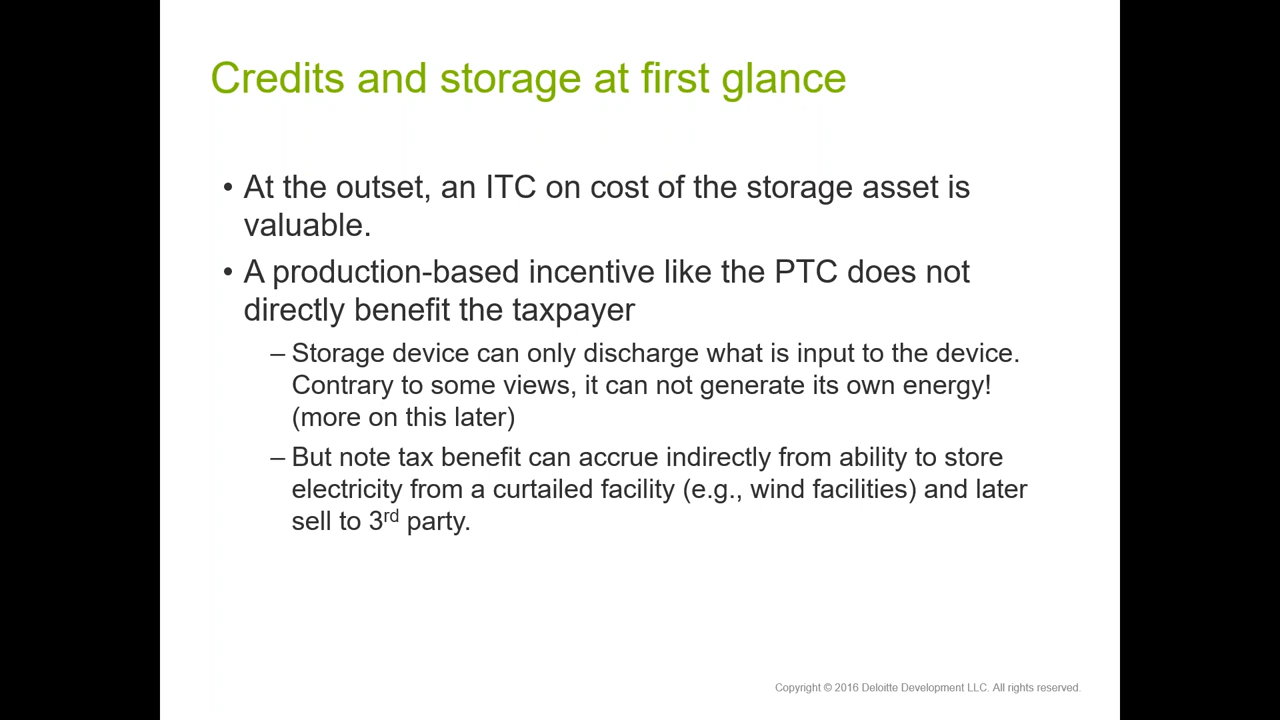 Credits and storage at first glance
• At the outset, an ITC on cost of the storage asset is
valuable.
• A production-based incentive like the PTC does not
directly benefit the taxpayer
– Storage device can only discharge what is input to the device.
Contrary to some views, it can not generate its own energy!
(more on this later)
– But note tax benefit can accrue indirectly from ability to store
electricity from a curtailed facility (e.g., wind facilities) and later
sell to 3rd party.
Copyright © 2016 Deloitte Development LLC. All rights reserved.